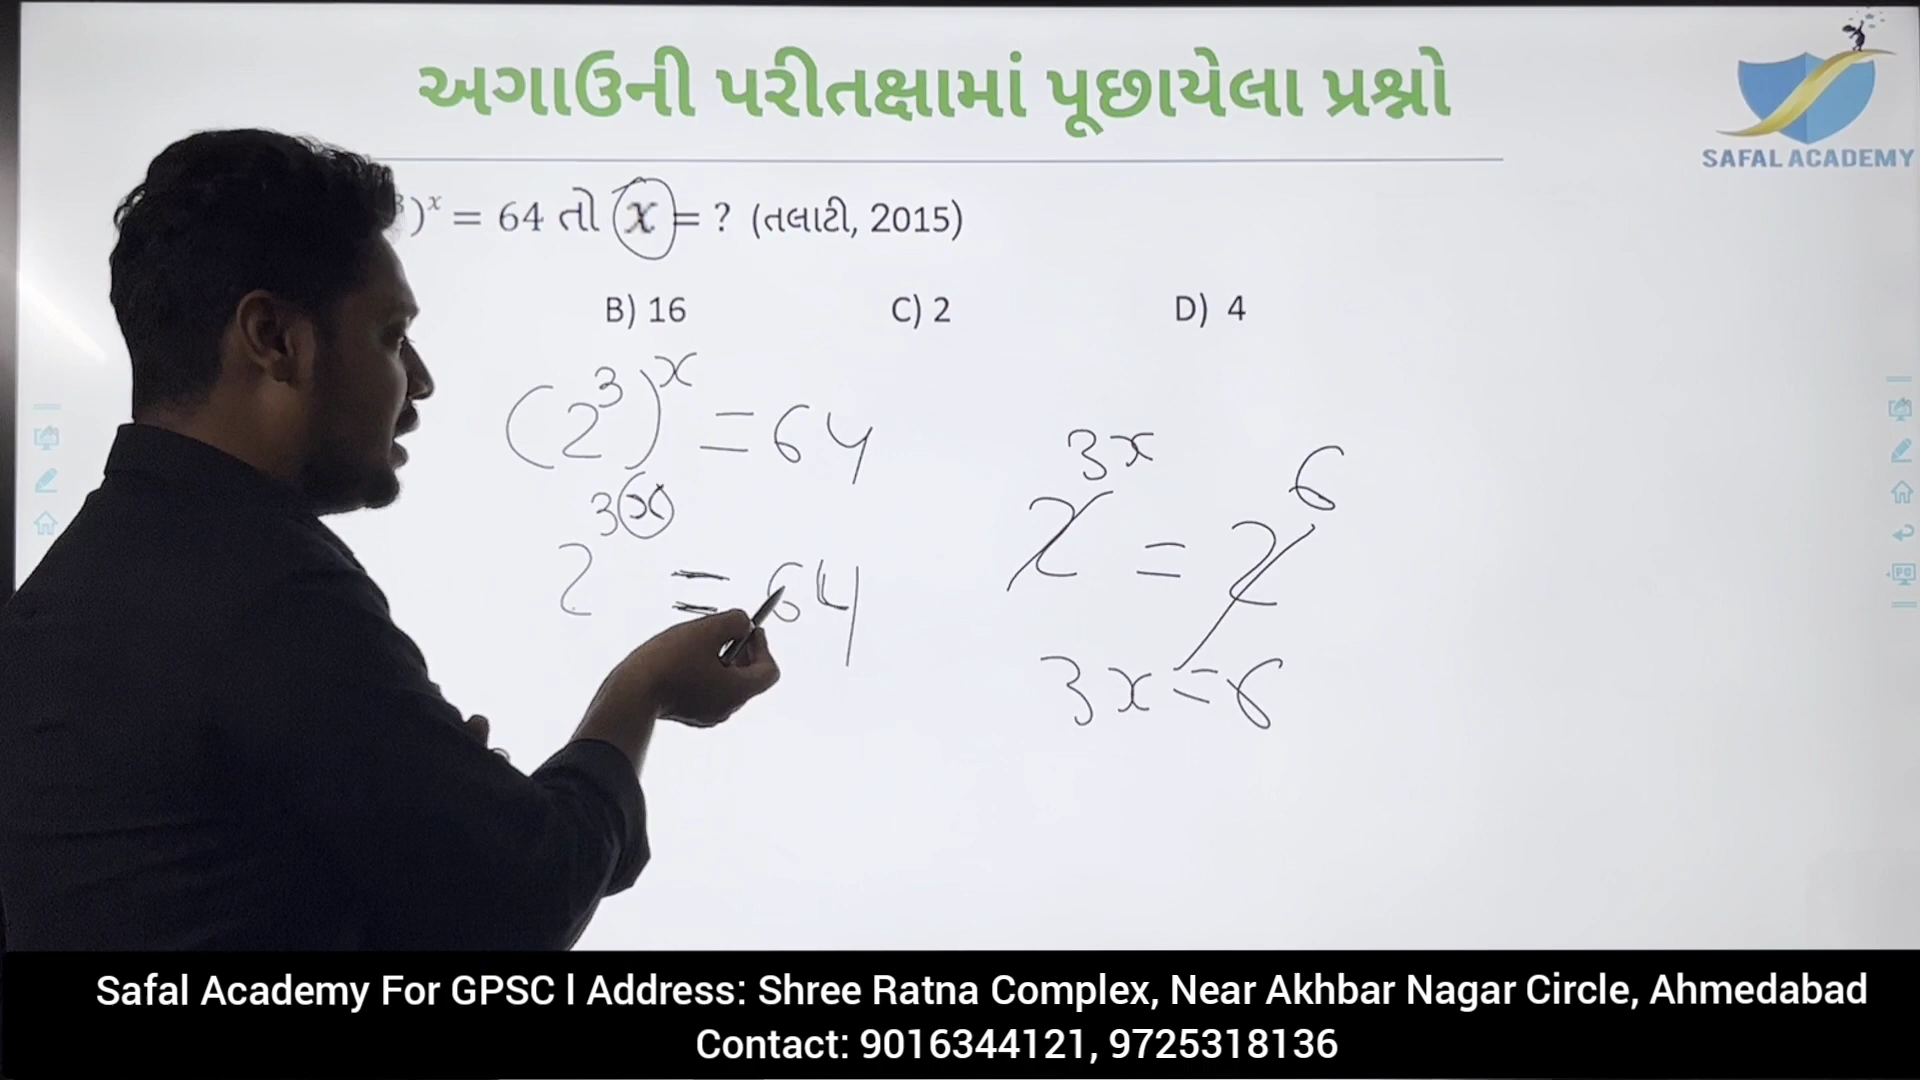 અગાઉની પરીતક્ષામાં પૂછાયેલા પ્રશ્નો
SAFAL ACADEMY
)^x = 64 તો x = ? (તલાટી, 2015)
B) 16 C) 2 D) 4
(2^3)^x = 64
2^3x = 64
2^3x = 2^6
3x = 6
Safal Academy For GPSC l Address: Shree Ratna Complex, Near Akhbar Nagar Circle, Ahmedabad
Contact: 9016344121, 9725318136